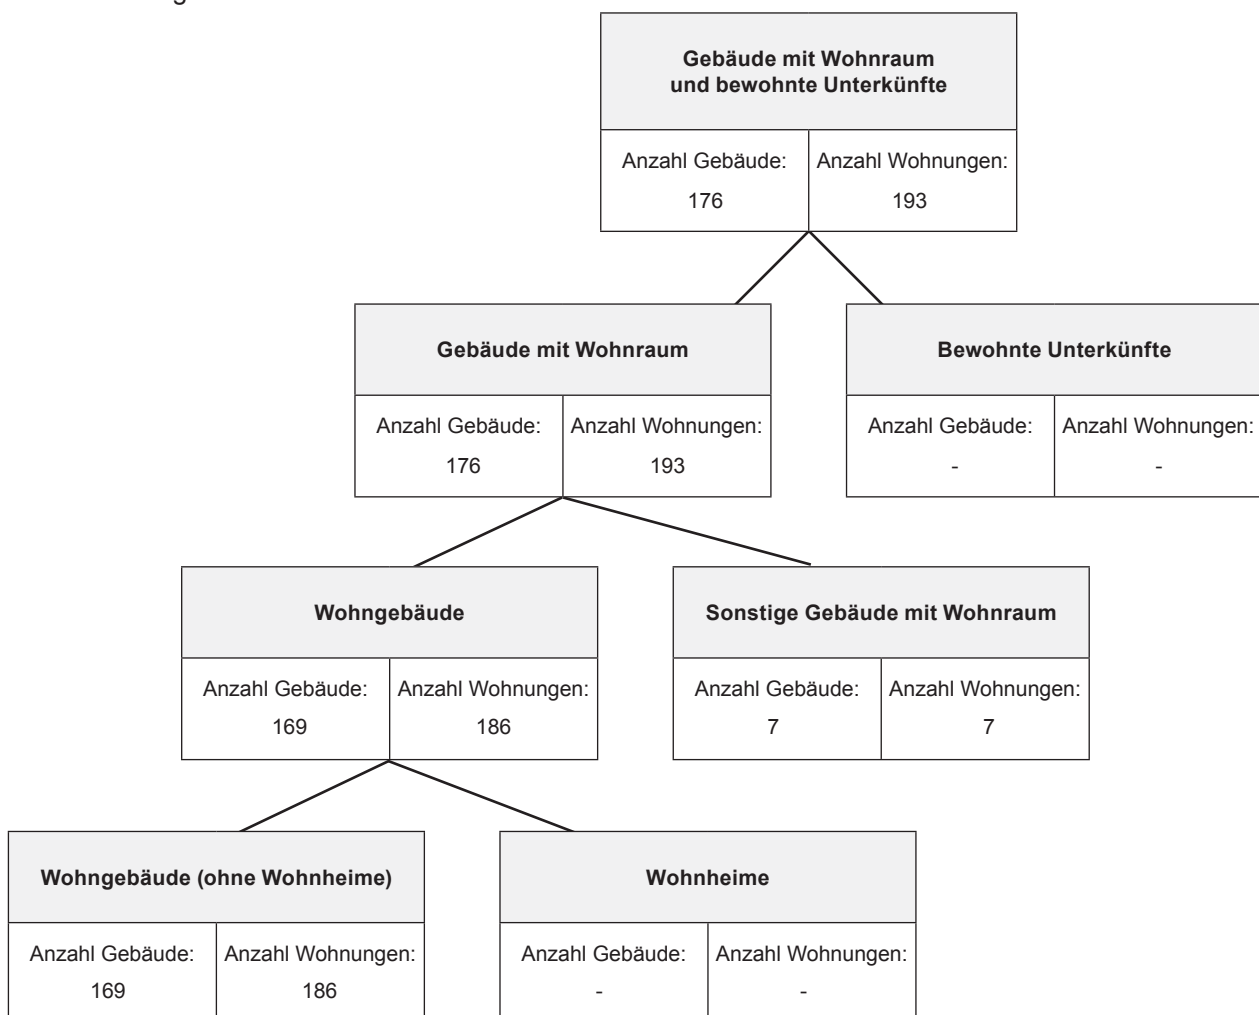 Gebäude mit Wohnraum
und bewohnte Unterkünfte
Anzahl Gebäude: Anzahl Wohnungen:
176 193
Gebäude mit Wohnraum
Anzahl Gebäude: Anzahl Wohnungen:
176 193
Bewohnte Unterkünfte
Anzahl Gebäude: Anzahl Wohnungen:
- -
Wohngebäude
Anzahl Gebäude: Anzahl Wohnungen:
169 186
Sonstige Gebäude mit Wohnraum
Anzahl Gebäude: Anzahl Wohnungen:
7 7
Wohngebäude (ohne Wohnheime)
Anzahl Gebäude: Anzahl Wohnungen:
169 186
Wohnheime
Anzahl Gebäude: Anzahl Wohnungen:
- -